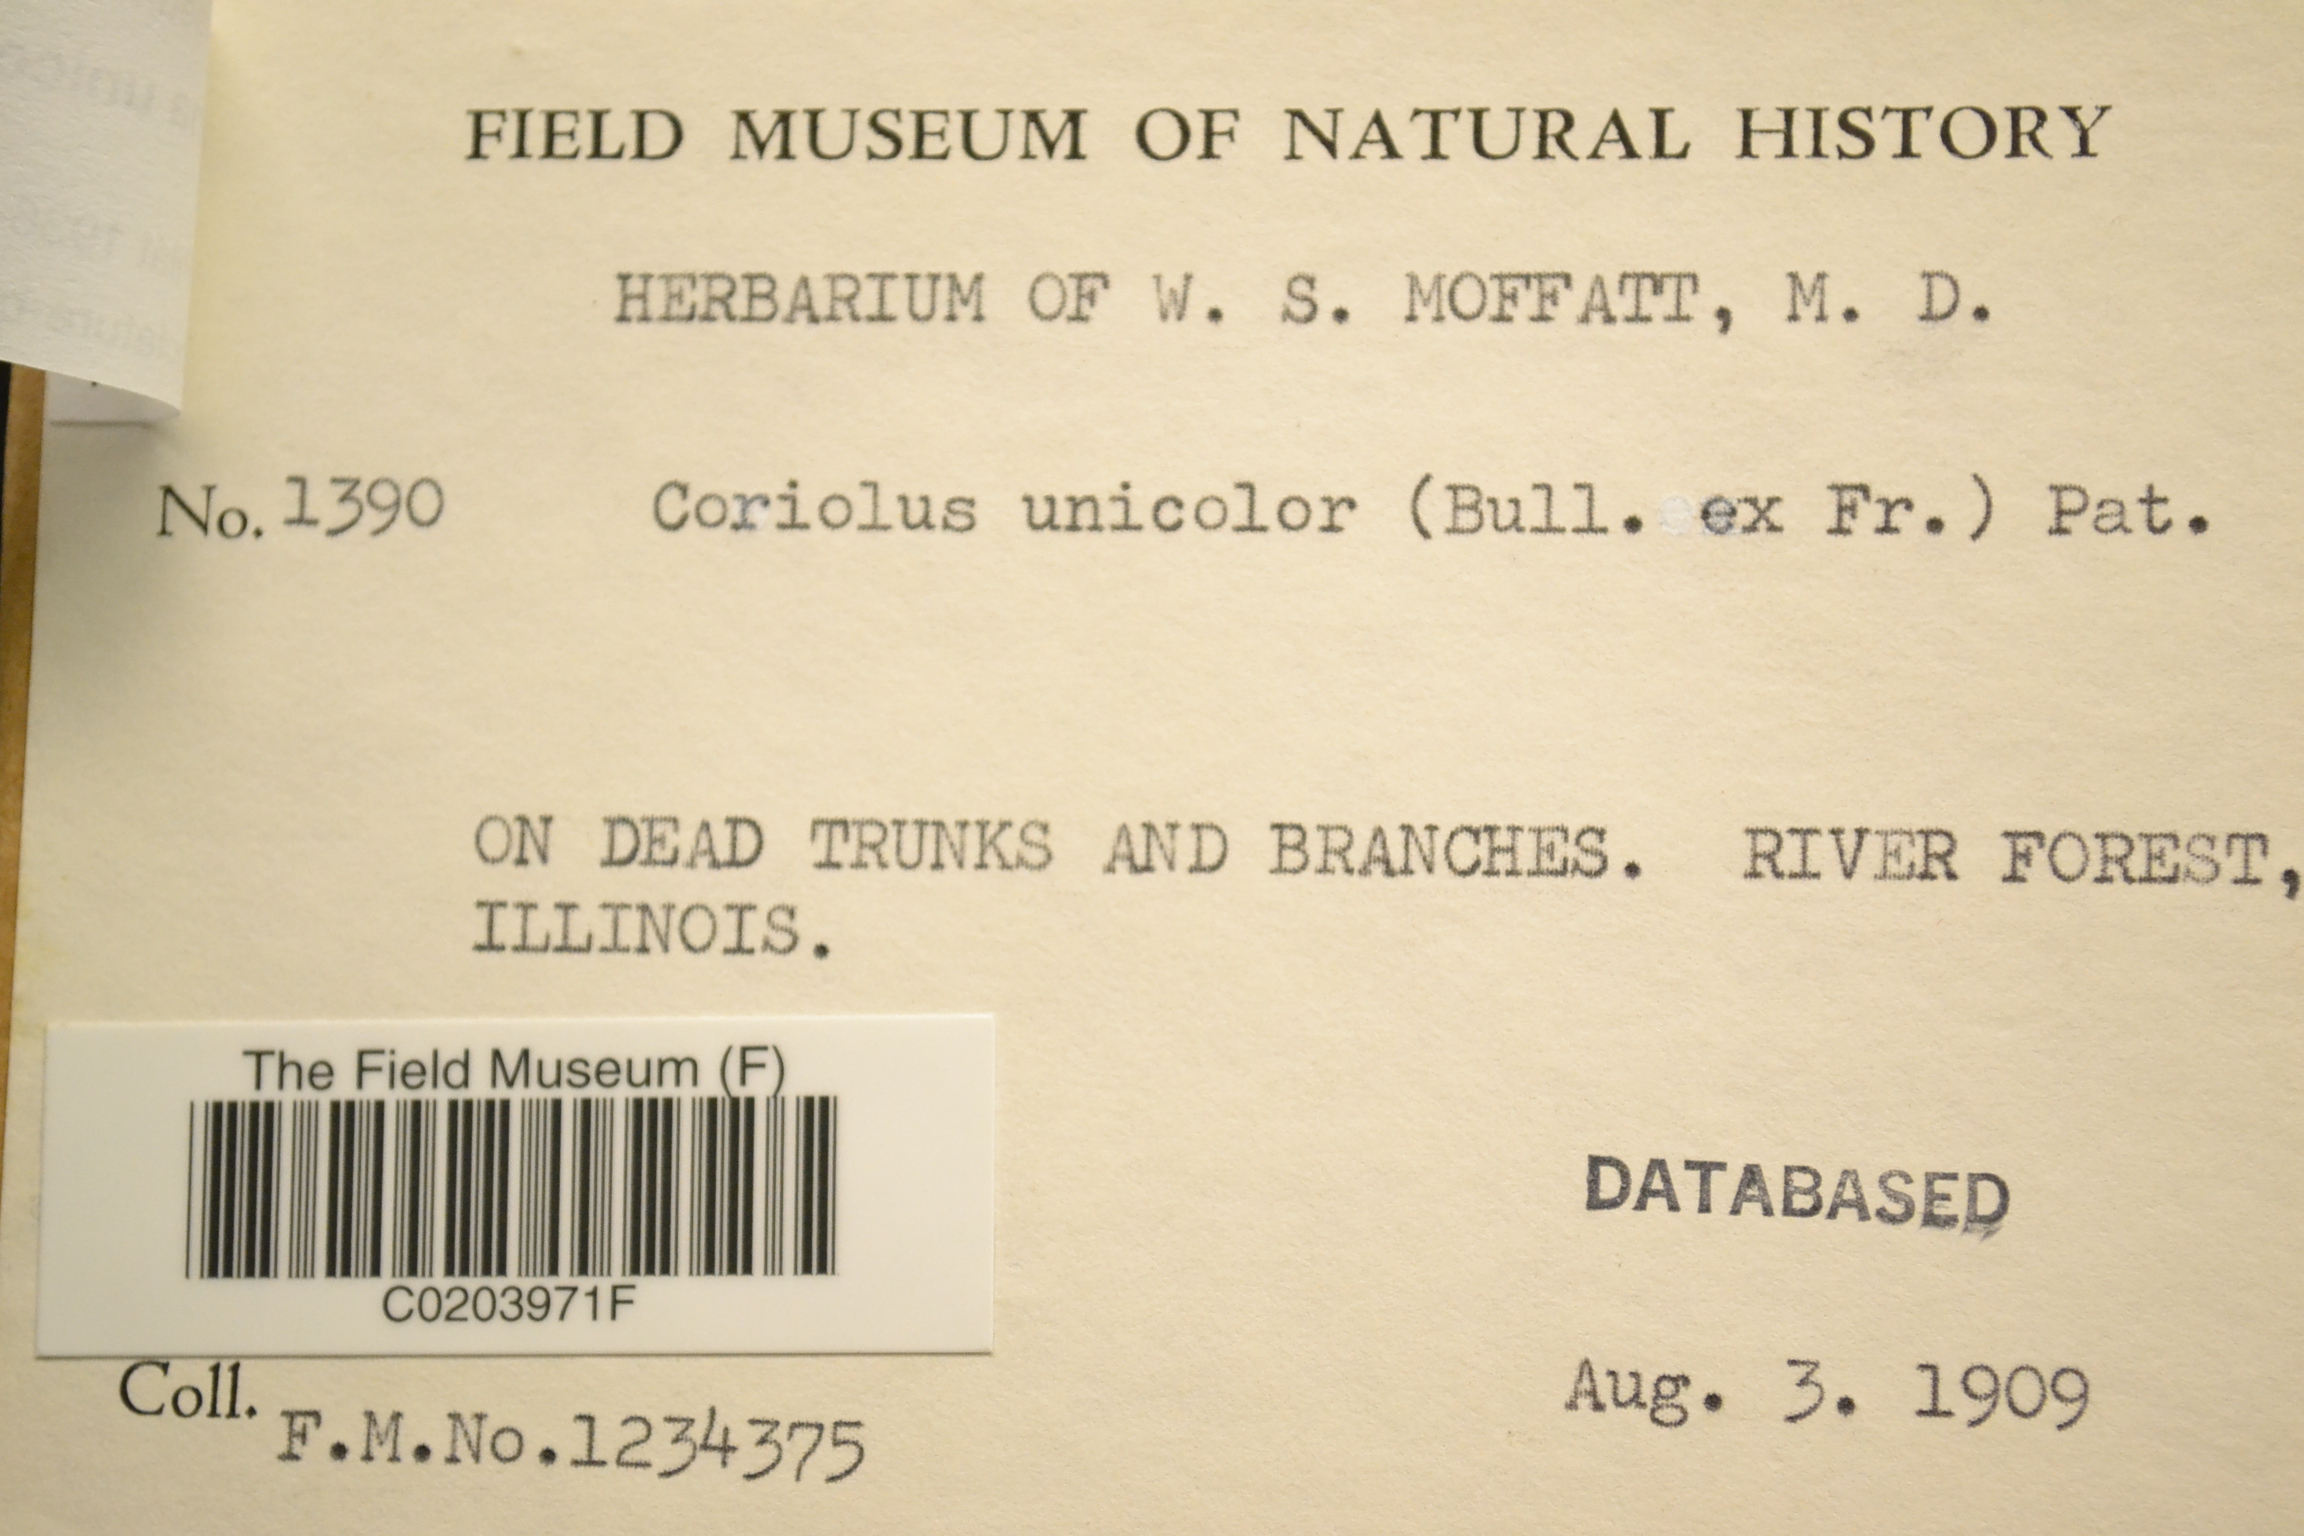 FIELD MUSEUM OF NATURAL HISTORY
HERBARIUM OF W. S. MOFFATT, M. D.
No. 1390 Coriolus unicolor (Bull. ex Fr.) Pat.
ON DEAD TRUNKS AND BRANCHES. RIVER FOREST,
ILLINOIS.
The Field Museum (F)
C0203971F
DATABASED
Coll. F.M.No.1234375
Aug. 3. 1909